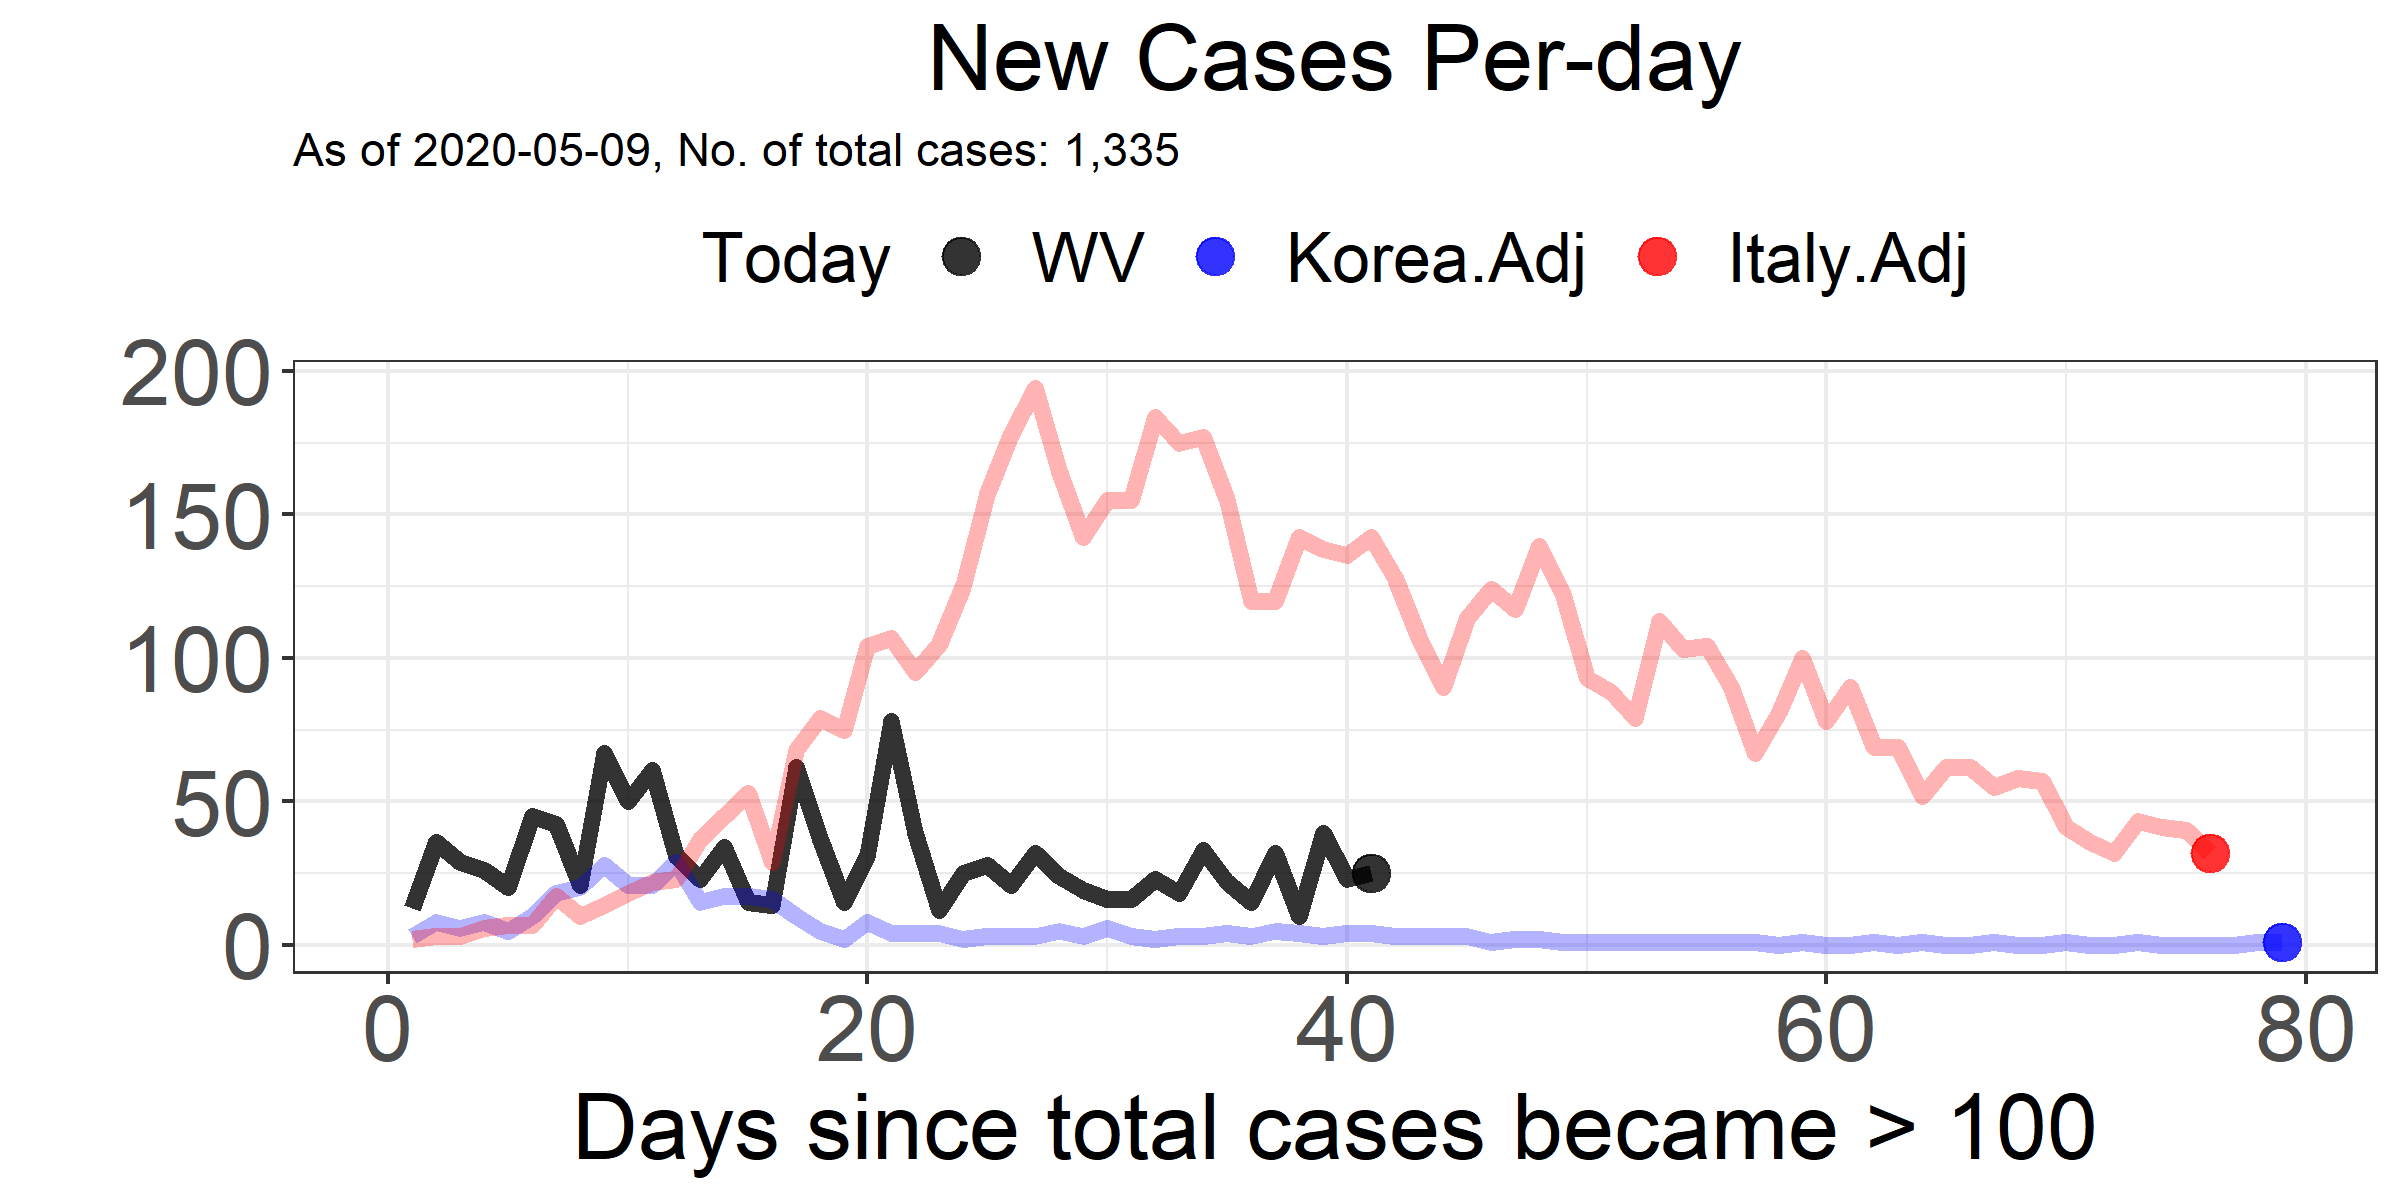 New Cases Per-day
As of 2020-05-09, No. of total cases: 1,335
Today WV Korea.Adj Italy.Adj
200
150
100
50
0
0 20 40 60 80
Days since total cases became > 100